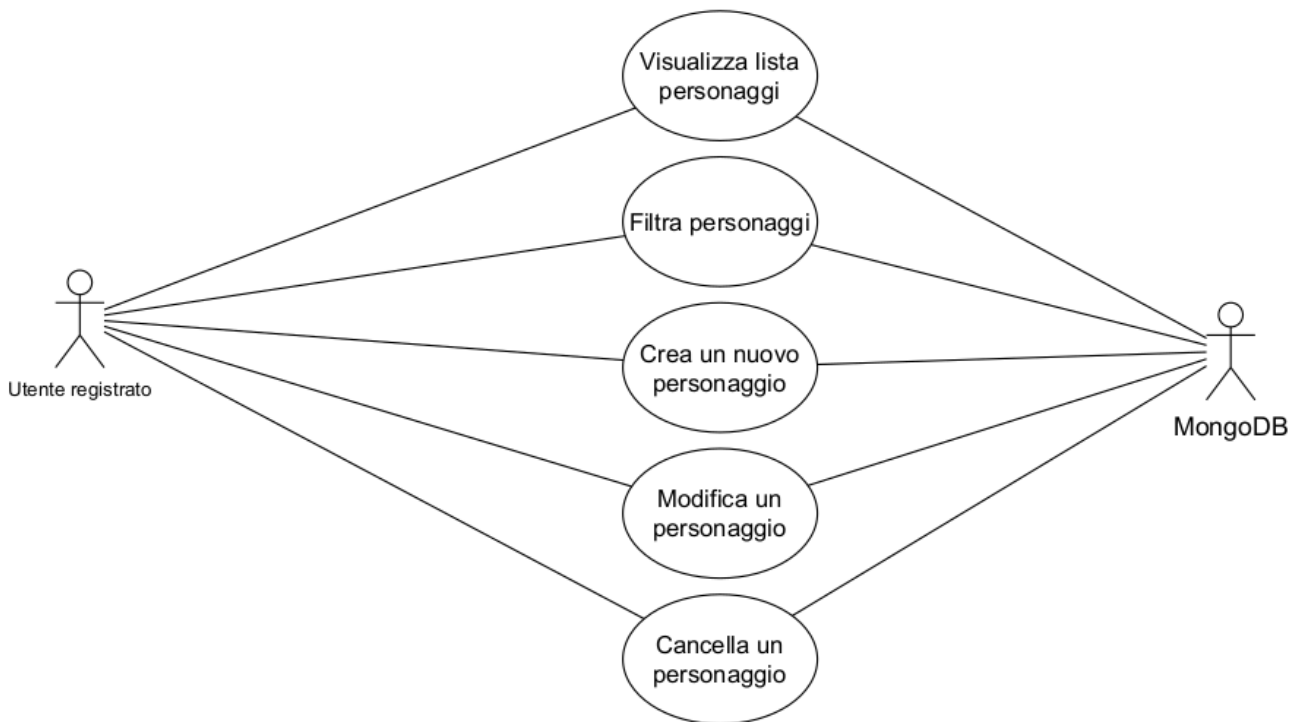 Visualizza lista
personaggi
Filtra personaggi
Crea un nuovo
personaggio
Utente registrato
MongoDB
Modifica un
personaggio
Cancella un
personaggio